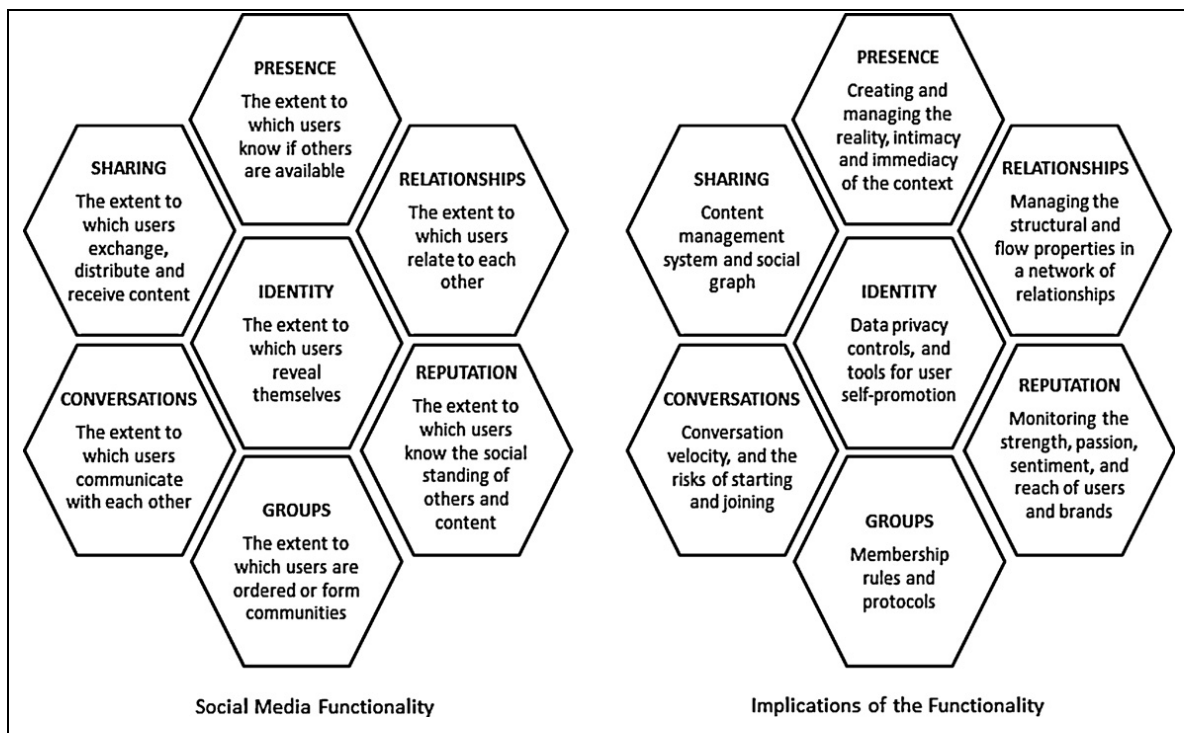 PRESENCE
The extent to
which users
know if others
are available
SHARING
The extent to
which users
exchange,
distribute and
receive content
RELATIONSHIPS
The extent to
which users
relate to each
other
IDENTITY
The extent to
which users
reveal
themselves
CONVERSATIONS
The extent to
which users
communicate
with each other
REPUTATION
The extent to
which users
know the social
standing of
others and
content
GROUPS
The extent to
which users are
ordered or form
communities
Social Media Functionality
PRESENCE
Creating and
managing the
reality, intimacy
and immediacy
of the context
SHARING
Content
management
system and social
graph
RELATIONSHIPS
Managing the
structural and
flow properties in
a network of
relationships
IDENTITY
Data privacy
controls, and
tools for user
self-promotion
CONVERSATIONS
Conversation
velocity, and the
risks of starting
and joining
REPUTATION
Monitoring the
strength, passion,
sentiment, and
reach of users
and brands
GROUPS
Membership
rules and
protocols
Implications of the Functionality